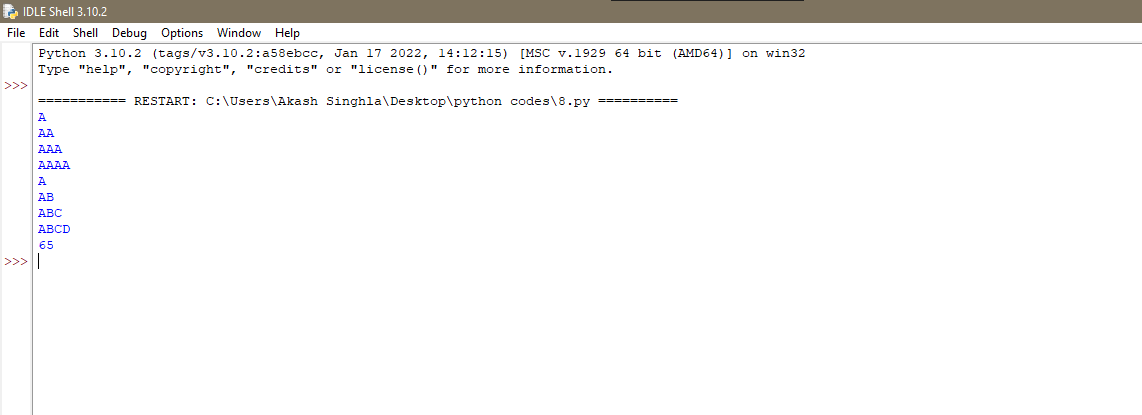 IDLE Shell 3.10.2
File Edit Shell Debug Options Window Help
Python 3.10.2 (tags/v3.10.2:a58ebcc, Jan 17 2022, 14:12:15) [MSC v.1929 64 bit (AMD64)] on win32
Type "help", "copyright", "credits" or "license()" for more information.
>>>
=========== RESTART: C:\Users\Akash Singhla\Desktop\python codes\8.py ==========
A
AA
AAA
AAAA
A
AB
ABC
ABCD
65
>>>